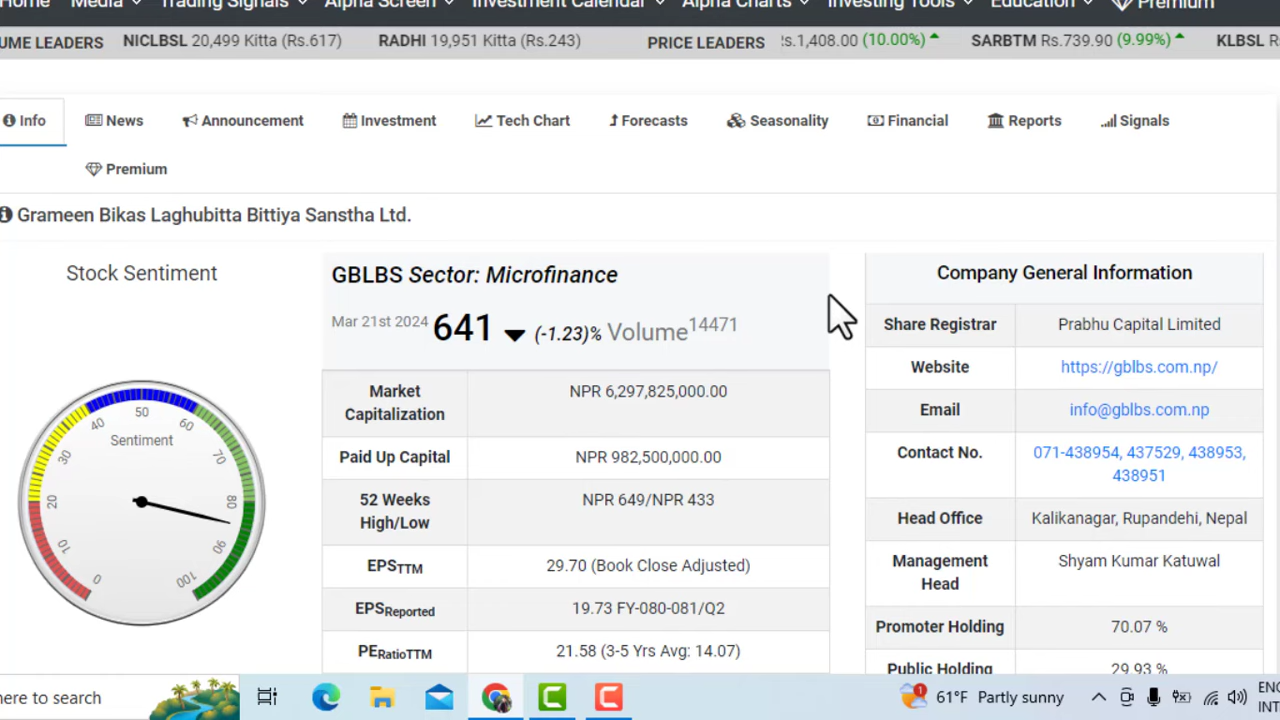 Home Media Trading Signals Alpha Screen Investment Calendar Alpha Charts Investing Tools Education Premium
UME LEADERS NICLBSL 20,499 Kitta (Rs.617) RADHI 19,951 Kitta (Rs.243) PRICE LEADERS s.1,408.00 (10.00%) SARBTM Rs.739.90 (9.99%) KLBSL R
Info News Announcement Investment Tech Chart Forecasts Seasonality Financial Reports Signals
Premium
Grameen Bikas Laghubitta Bittiya Sanstha Ltd.
Stock Sentiment
0 10 20 30 40 50 60 70 80 90 100
Sentiment
GBLBS Sector: Microfinance
Mar 21st 2024 641 (-1.23)% Volume 14471
Market Capitalization NPR 6,297,825,000.00
Paid Up Capital NPR 982,500,000.00
52 Weeks High/Low NPR 649/NPR 433
EPSTTM 29.70 (Book Close Adjusted)
EPSReported 19.73 FY-080-081/Q2
PERatioTTM 21.58 (3-5 Yrs Avg: 14.07)
Company General Information
Share Registrar Prabhu Capital Limited
Website https://gblbs.com.np/
Email info@gblbs.com.np
Contact No. 071-438954, 437529, 438953,
438951
Head Office Kalikanagar, Rupandehi, Nepal
Management Head Shyam Kumar Katuwal
Promoter Holding 70.07 %
Public Holding 29.93 %
here to search 1 61°F Partly sunny ENG
INT